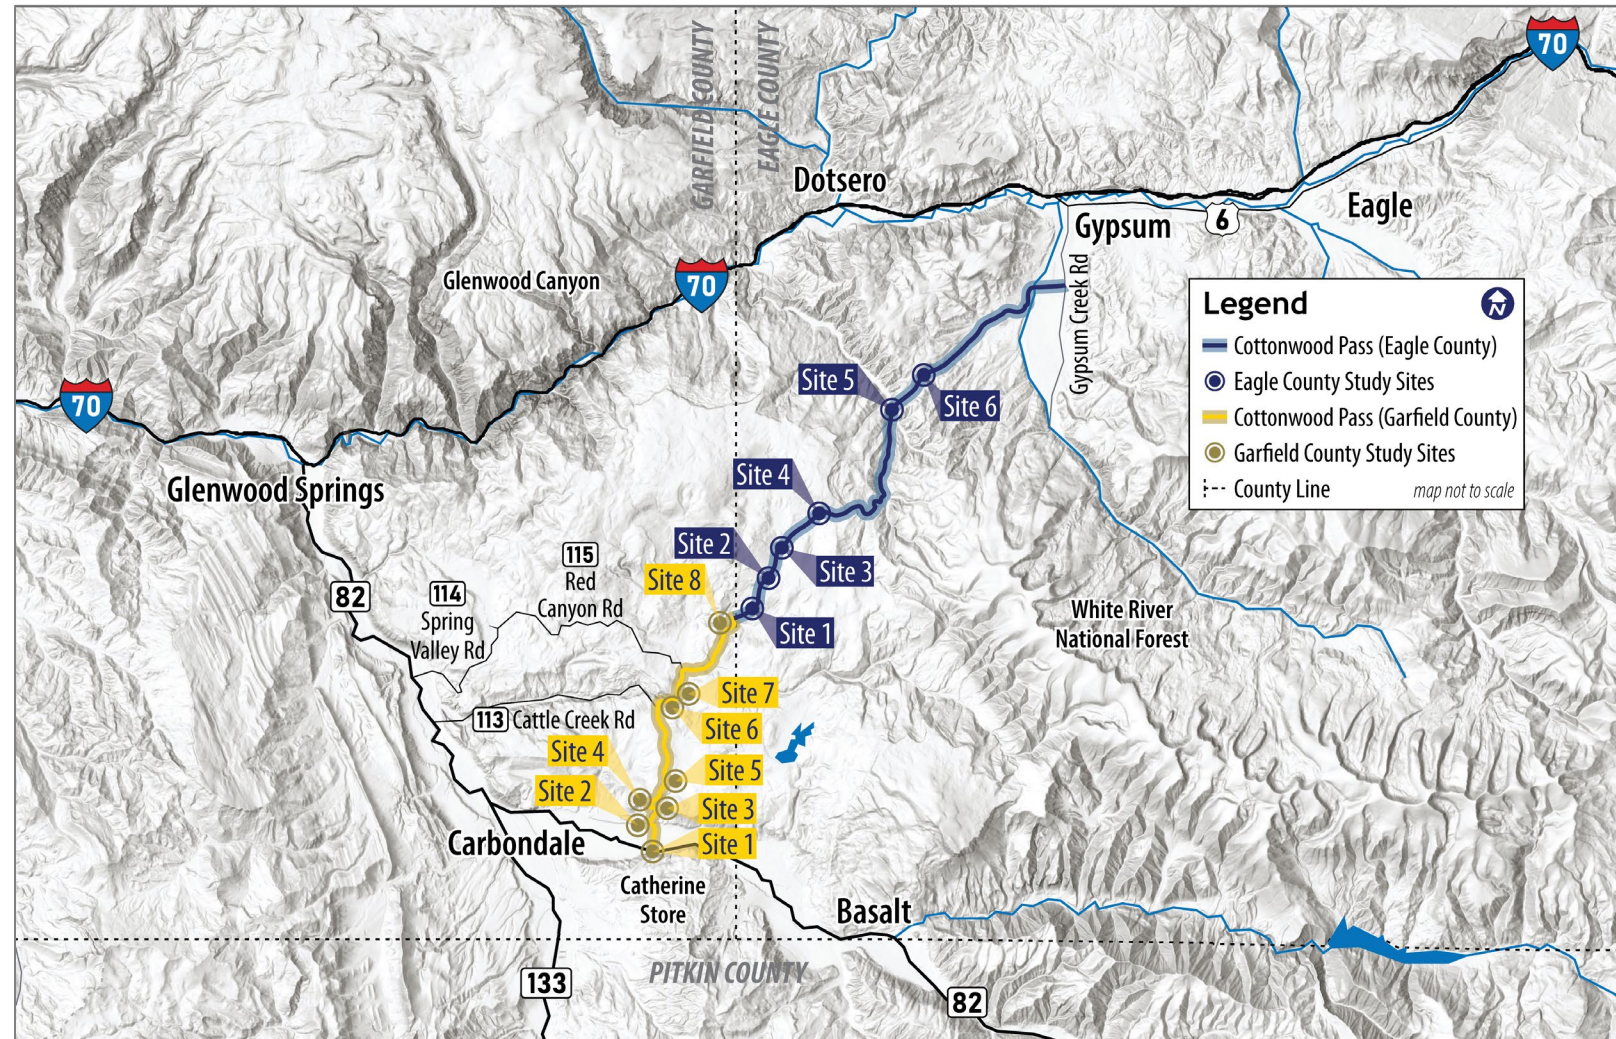 70
GARFIELD COUNTY
EAGLE COUNTY
Dotsero
Eagle
Gypsum
6
Glenwood Canyon
70
Gypsum Creek Rd
Legend
N
Cottonwood Pass (Eagle County)
Eagle County Study Sites
Cottonwood Pass (Garfield County)
Garfield County Study Sites
County Line
map not to scale
70
Site 5
Site 6
Glenwood Springs
Site 4
Site 2
Site 3
115
Red
Canyon Rd
Site 8
82
114
Spring
Valley Rd
Site 1
White River
National Forest
Site 7
113 Cattle Creek Rd
Site 6
Site 4
Site 5
Site 2
Site 3
Carbondale
Site 1
Catherine
Store
Basalt
PITKIN COUNTY
133
82